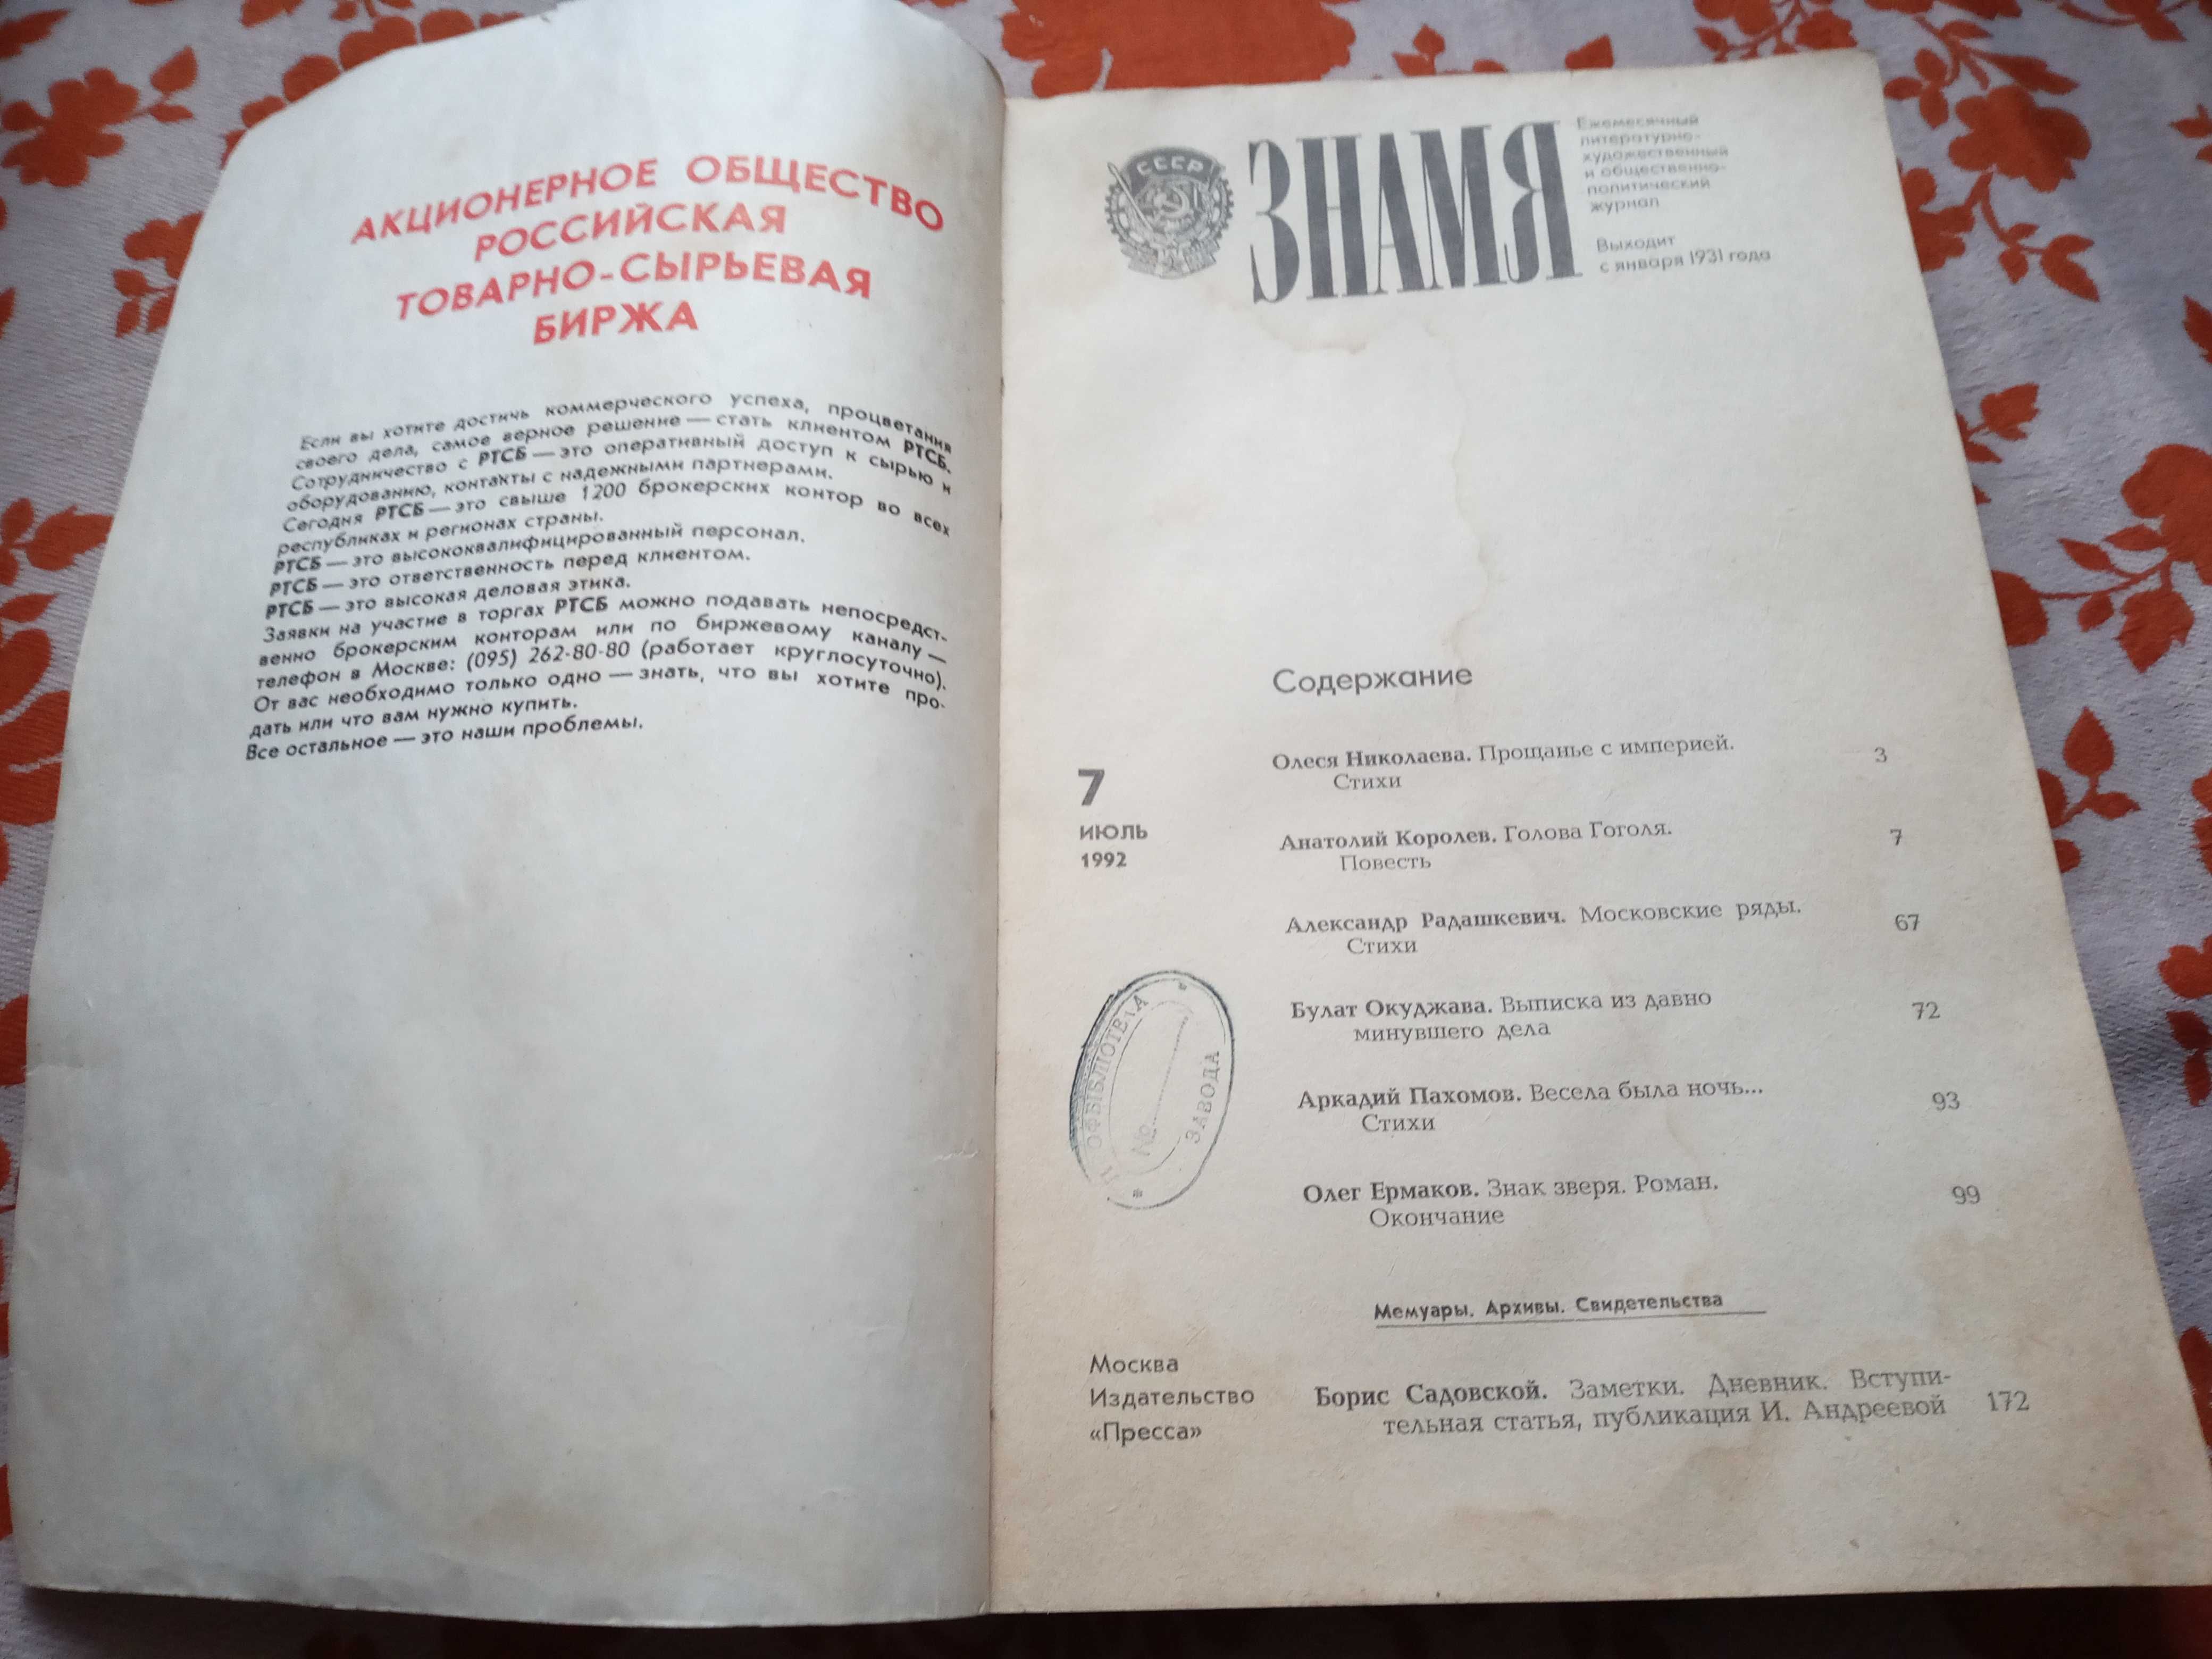 АКЦИОНЕРНОЕ ОБЩЕСТВО
РОССИЙСКАЯ
ТОВАРНО-СЫРЬЕВАЯ
БИРЖА
Если вы хотите достичь коммерческого успеха, процветания
своего дела, самое верное решение — стать клиентом РТСБ.
Сотрудничество с РТСБ — это оперативный доступ к сырью и
оборудованию, контакты с надежными партнерами.
Сегодня РТСБ — это свыше 1200 брокерских контор во всех
республиках и регионах страны.
РТСБ — это высококвалифицированный персонал.
РТСБ — это ответственность перед клиентом.
РТСБ — это высокая деловая этика.
Заявки на участие в торгах РТСБ можно подавать непосредст-
венно брокерским конторам или по биржевому каналу —
телефон в Москве: (095) 262-80-80 (работает круглосуточно).
От вас необходимо только одно — знать, что вы хотите про-
дать или что вам нужно купить.
Все остальное — это наши проблемы.
СССР
ЗНАМЯ
Ежемесячный
литературно-
художественный
и общественно-
политический
журнал
Выходит
с января 1931 года
7
ИЮЛЬ
1992
Содержание
Олеся Николаева. Прощанье с империей.
Стихи 3
Анатолий Королев. Голова Гоголя.
Повесть 7
Александр Радашкевич. Московские ряды.
Стихи 67
Булат Окуджава. Выписка из давно
минувшего дела 72
Аркадий Пахомов. Весела была ночь...
Стихи 93
Олег Ермаков. Знак зверя. Роман.
Окончание 99
ПРОФБІБЛІОТЕКА
№
ЗАВОДА
Мемуары. Архивы. Свидетельства
Борис Садовской. Заметки. Дневник. Вступи-
тельная статья, публикация И. Андреевой 172
Москва
Издательство
«Пресса»